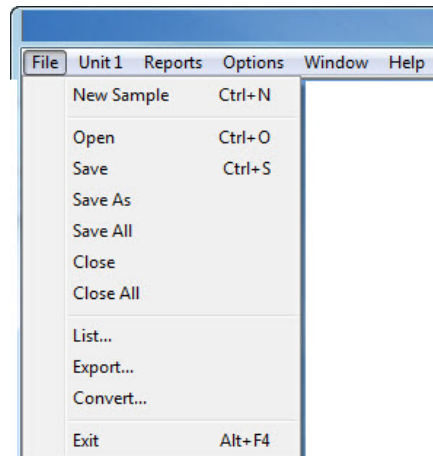 File Unit 1 Reports Options Window Help
New Sample Ctrl+N
Open Ctrl+O
Save Ctrl+S
Save As
Save All
Close
Close All
List...
Export...
Convert...
Exit Alt+F4